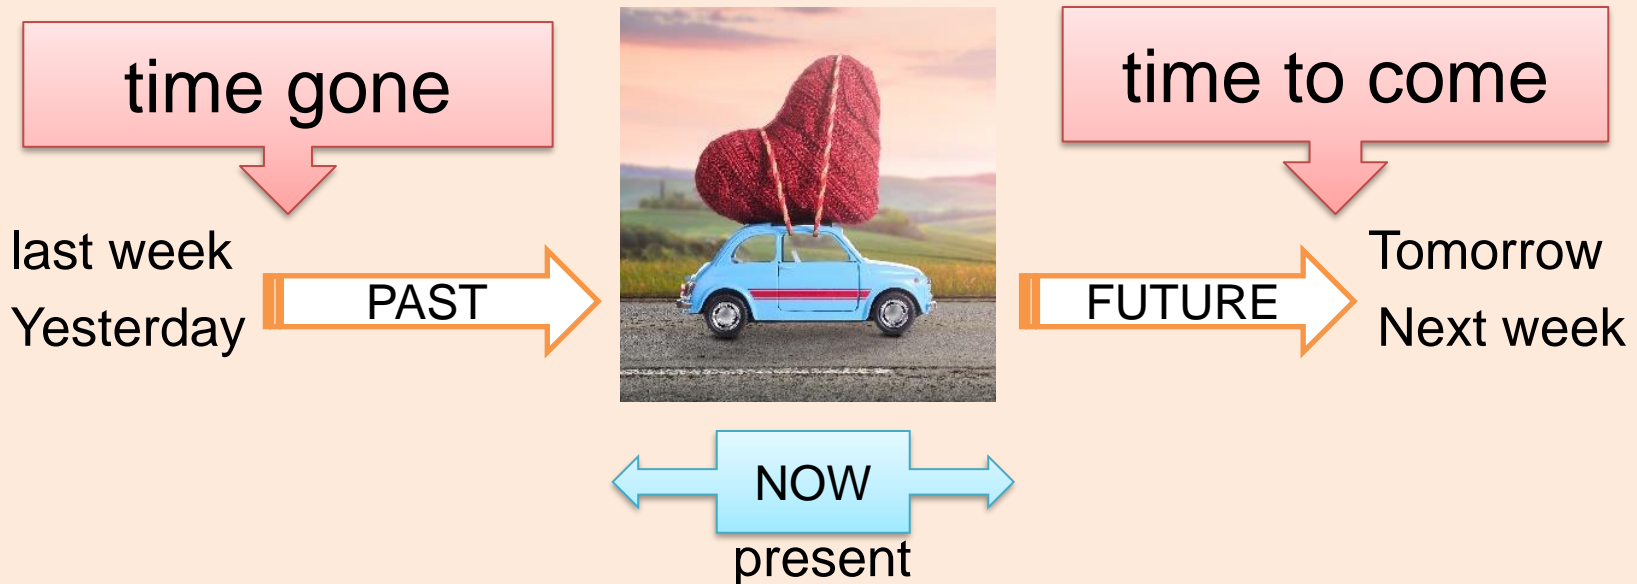 time gone
time to come
last week
Yesterday
PAST
FUTURE
Tomorrow
Next week
NOW
present